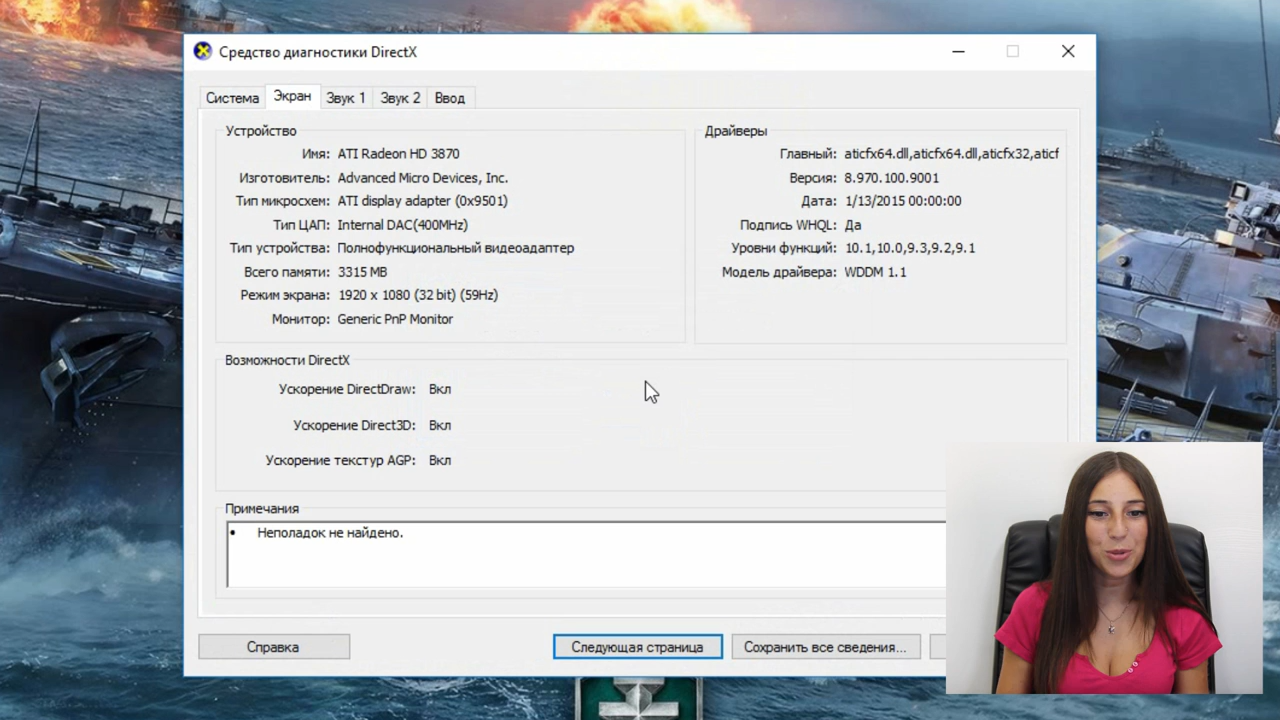 Средство диагностики DirectX
Система Экран Звук 1 Звук 2 Ввод
Устройство
Имя: ATI Radeon HD 3870
Изготовитель: Advanced Micro Devices, Inc.
Тип микросхем: ATI display adapter (0x9501)
Тип ЦАП: Internal DAC(400MHz)
Тип устройства: Полнофункциональный видеоадаптер
Всего памяти: 3315 MB
Режим экрана: 1920 x 1080 (32 bit) (59Hz)
Монитор: Generic PnP Monitor
Драйверы
Главный: aticfx64.dll,aticfx64.dll,aticfx32,aticf
Версия: 8.970.100.9001
Дата: 1/13/2015 00:00:00
Подпись WHQL: Да
Уровни функций: 10.1,10.0,9.3,9.2,9.1
Модель драйвера: WDDM 1.1
Возможности DirectX
Ускорение DirectDraw: Вкл
Ускорение Direct3D: Вкл
Ускорение текстур AGP: Вкл
Примечания
• Неполадок не найдено.
Справка Следующая страница Сохранить все сведения...